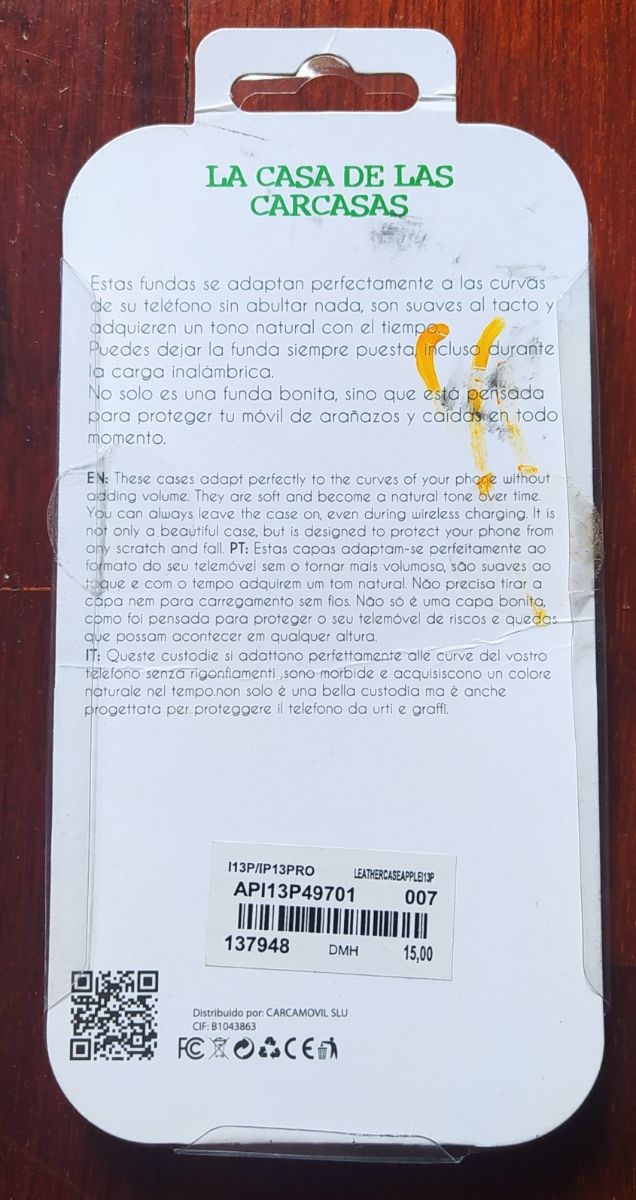 LA CASA DE LAS
CARCASAS
Estas fundas se adaptan perfectamente a las curvas
de su teléfono sin abultar nada, son suaves al tacto y
adquieren un tono natural con el tiempo.
Puedes dejar la funda siempre puesta, incluso durante
la carga inalámbrica.
No solo es una funda bonita, sino que está pensada
para proteger tu móvil de arañazos y caídas en todo
momento.
EN: These cases adapt perfectly to the curves of your phone without
adding volume. They are soft and become a natural tone over time.
You can always leave the case on, even during wireless charging. It is
not only a beautiful case, but is designed to protect your phone from
any scratch and fall. PT: Estas capas adaptam-se perfeitamente ao
formato do seu telemóvel sem o tornar mais volumoso, são suaves ao
toque e com o tempo adquirem um tom natural. Não precisa tirar a
capa nem para carregamento sem fios. Não só é uma capa bonita,
como foi pensada para proteger o seu telemóvel de riscos e quedas
que possam acontecer em qualquer altura.
IT: Queste custodie si adattono perfettamente alle curve del vostro
telefono senza rigonfiamenti ,sono morbide e acquisiscono un colore
naturale nel tempo.non solo è una bella custodia ma è anche
progettata per proteggere il telefono da urti e graffi.
I13P/IP13PRO LEATHERCASEAPPLEI13P
API13P49701 007
137948 DMH 15,00
Distribuido por: CARCAMOVIL SLU
CIF: B1043863
FC CE